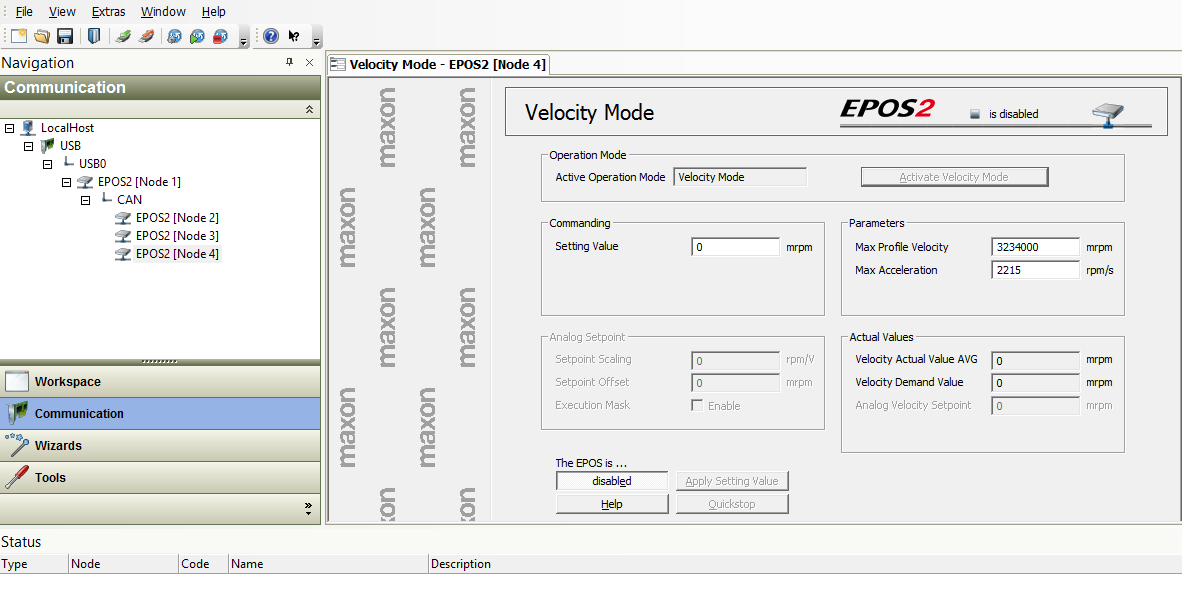 File View Extras Window Help
Navigation
Communication
LocalHost
USB
USB0
EPOS2 [Node 1]
CAN
EPOS2 [Node 2]
EPOS2 [Node 3]
EPOS2 [Node 4]
Workspace
Communication
Wizards
Tools
Velocity Mode - EPOS2 [Node 4]
maxon maxon
maxon maxon
maxon maxon
maxon maxon
maxon maxon
Velocity Mode
EPOS2 is disabled
Operation Mode
Active Operation Mode Velocity Mode Activate Velocity Mode
Commanding
Setting Value 0 mrpm
Parameters
Max Profile Velocity 3234000 mrpm
Max Acceleration 2215 rpm/s
Analog Setpoint
Setpoint Scaling 0 rpm/V
Setpoint Offset 0 mrpm
Execution Mask Enable
Actual Values
Velocity Actual Value AVG 0 mrpm
Velocity Demand Value 0 mrpm
Analog Velocity Setpoint 0 mrpm
The EPOS is ...
disabled Apply Setting Value
Help Quickstop
Status
Type Node Code Name Description